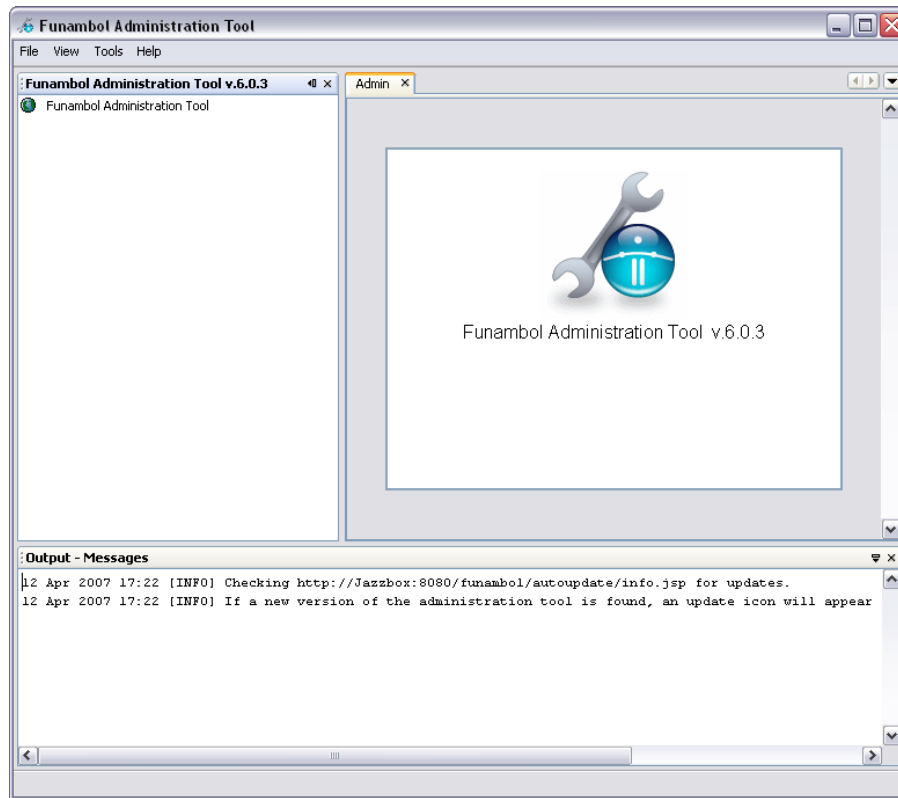 Funambol Administration Tool
File View Tools Help
Funambol Administration Tool v.6.0.3
Funambol Administration Tool
Admin
Funambol Administration Tool v.6.0.3
Output - Messages
12 Apr 2007 17:22 [INFO] Checking http://Jazzbox:8080/funambol/autoupdate/info.jsp for updates.
12 Apr 2007 17:22 [INFO] If a new version of the administration tool is found, an update icon will appear